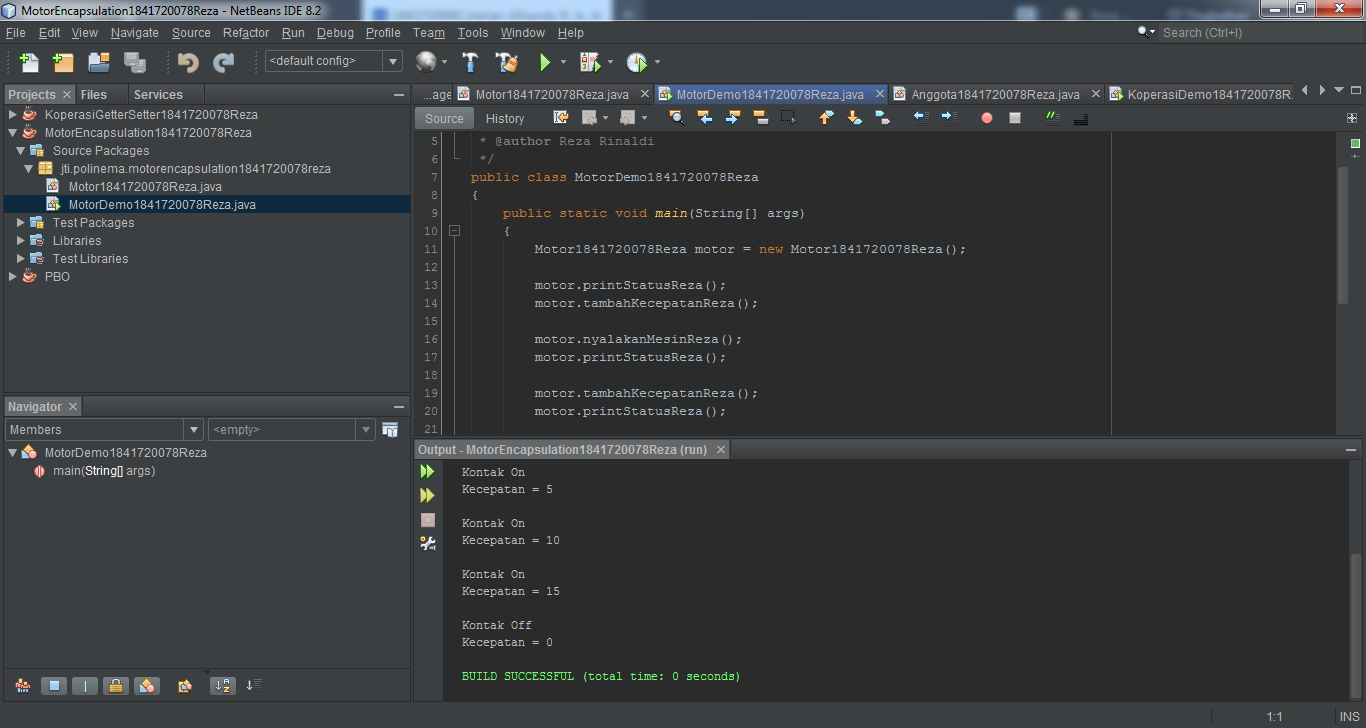 MotorEncapsulation1841720078Reza - NetBeans IDE 8.2
File Edit View Navigate Source Refactor Run Debug Profile Team Tools Window Help
Search (Ctrl+I)
<default config>
Projects Files Services
KoperasiGetterSetter1841720078Reza
MotorEncapsulation1841720078Reza
Source Packages
jti.polinema.motorencapsulation1841720078reza
Motor1841720078Reza.java
MotorDemo1841720078Reza.java
Test Packages
Libraries
Test Libraries
PBO
Navigator
Members
<empty>
MotorDemo1841720078Reza
main(String[] args)
...age Motor1841720078Reza.java MotorDemo1841720078Reza.java Anggota1841720078Reza.java KoperasiDemo1841720078R.
Source History
5 * @author Reza Rinaldi
6 */
7 public class MotorDemo1841720078Reza
8 {
9 public static void main(String[] args)
10 {
11 Motor1841720078Reza motor = new Motor1841720078Reza();
12
13 motor.printStatusReza();
14 motor.tambahKecepatanReza();
15
16 motor.nyalakanMesinReza();
17 motor.printStatusReza();
18
19 motor.tambahKecepatanReza();
20 motor.printStatusReza();
21
Output - MotorEncapsulation1841720078Reza (run)
Kontak On
Kecepatan = 5
Kontak On
Kecepatan = 10
Kontak On
Kecepatan = 15
Kontak Off
Kecepatan = 0
BUILD SUCCESSFUL (total time: 0 seconds)
1:1 INS